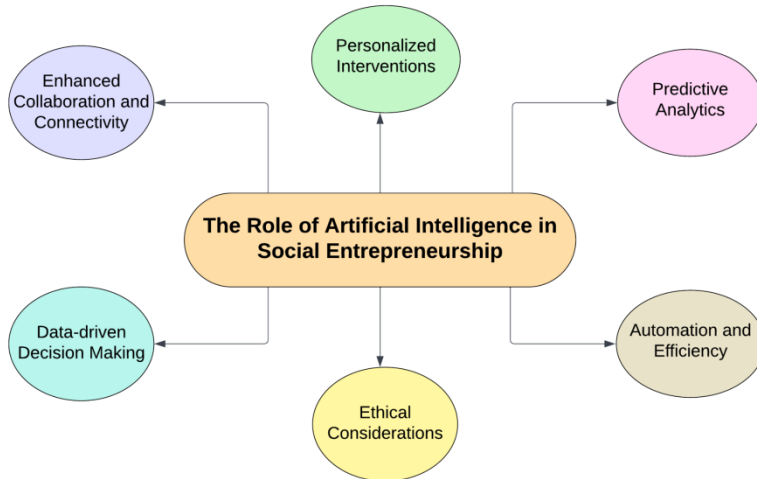 Personalized
Interventions
Enhanced
Collaboration and
Connectivity
Predictive
Analytics
The Role of Artificial Intelligence in
Social Entrepreneurship
Data-driven
Decision Making
Automation and
Efficiency
Ethical
Considerations